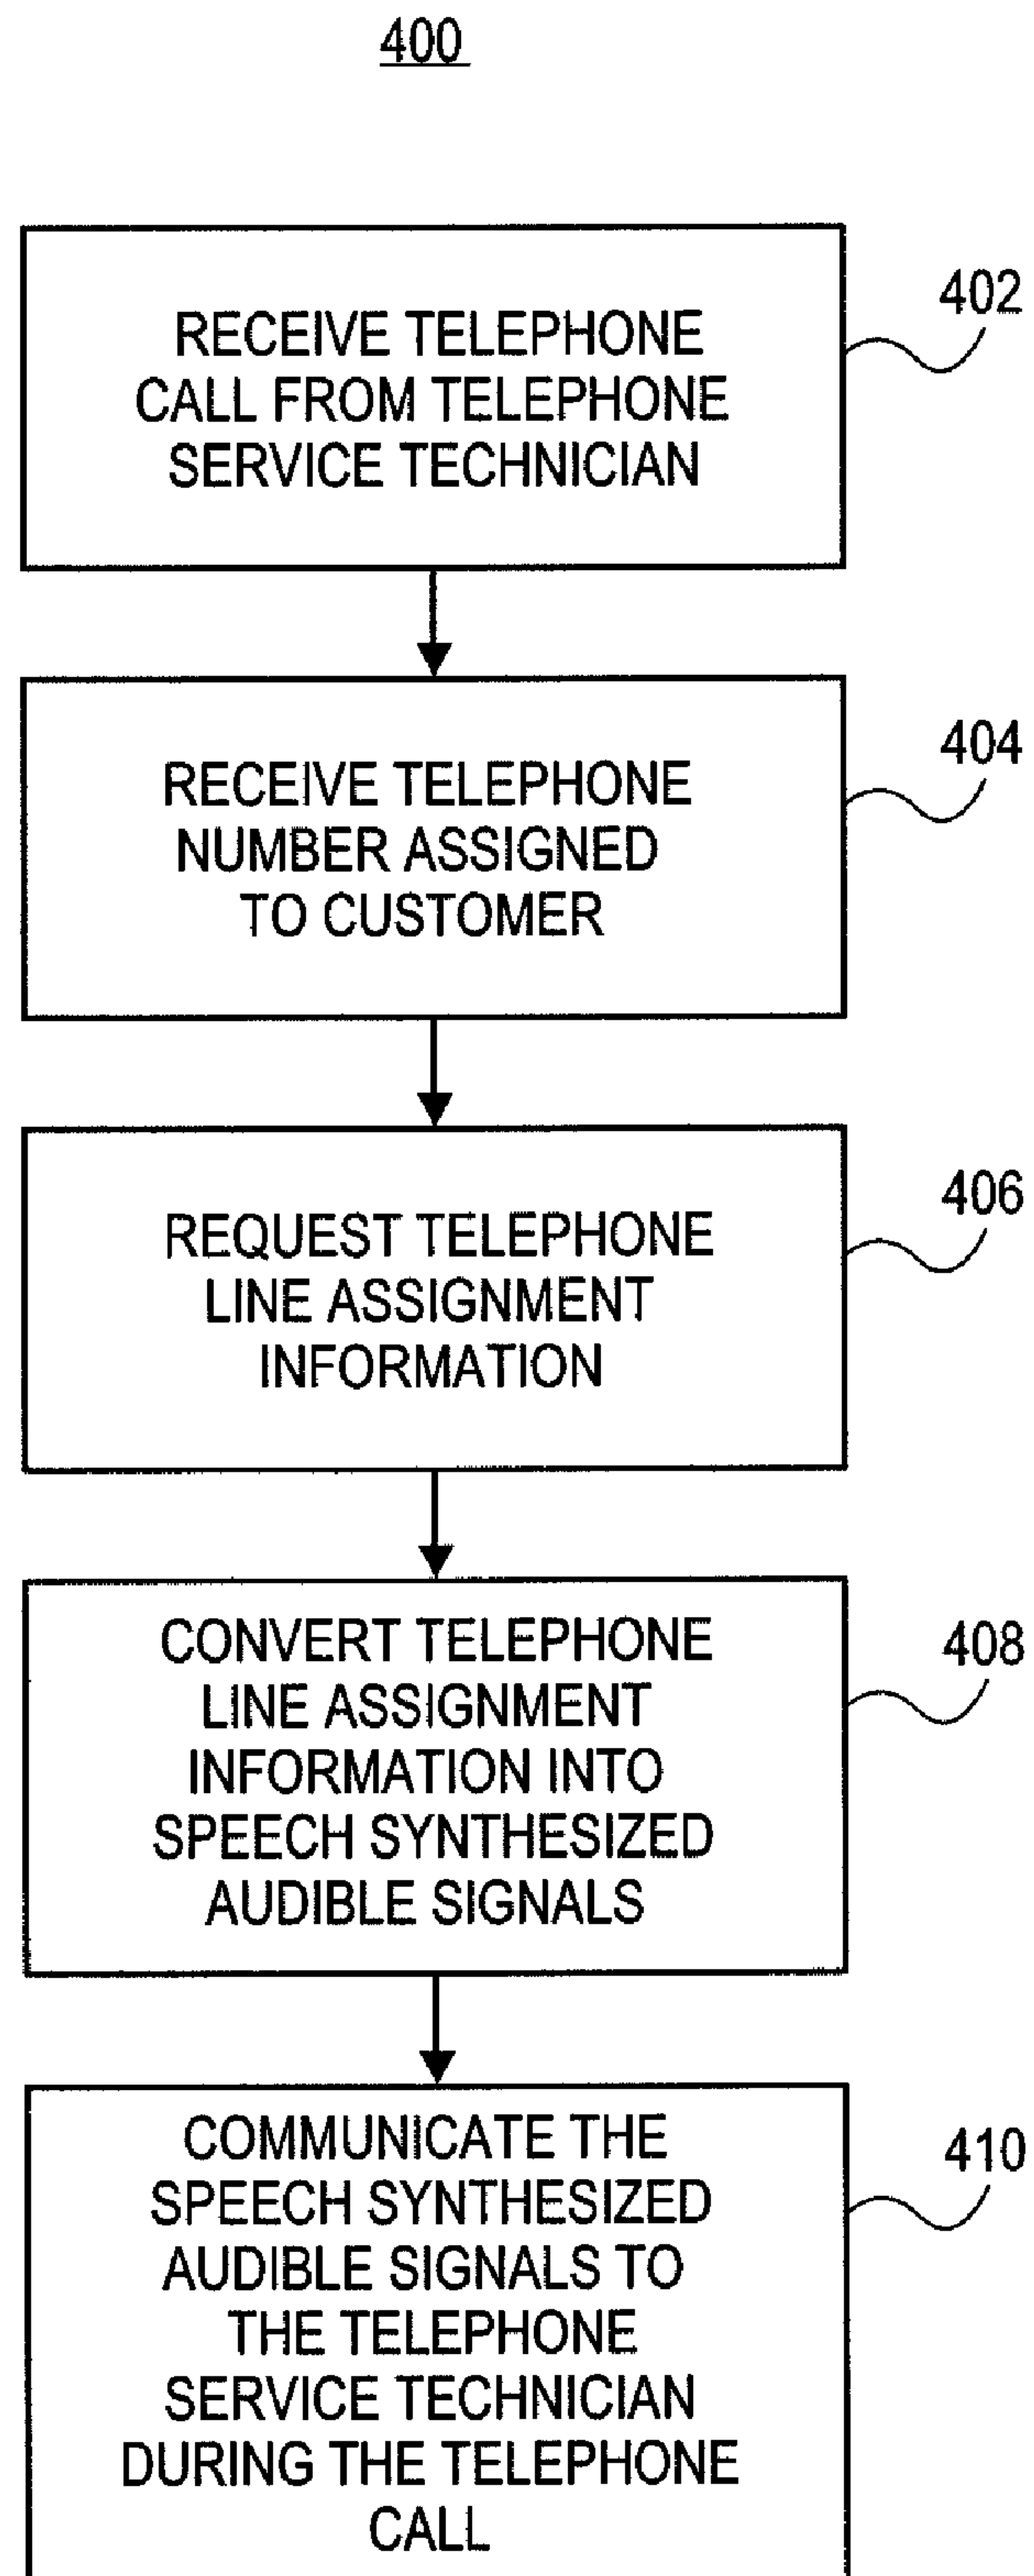 400
RECEIVE TELEPHONE
CALL FROM TELEPHONE
SERVICE TECHNICIAN
402
RECEIVE TELEPHONE
NUMBER ASSIGNED
TO CUSTOMER
404
REQUEST TELEPHONE
LINE ASSIGNMENT
INFORMATION
406
CONVERT TELEPHONE
LINE ASSIGNMENT
INFORMATION INTO
SPEECH SYNTHESIZED
AUDIBLE SIGNALS
408
COMMUNICATE THE
SPEECH SYNTHESIZED
AUDIBLE SIGNALS TO
THE TELEPHONE
SERVICE TECHNICIAN
DURING THE TELEPHONE
CALL
410